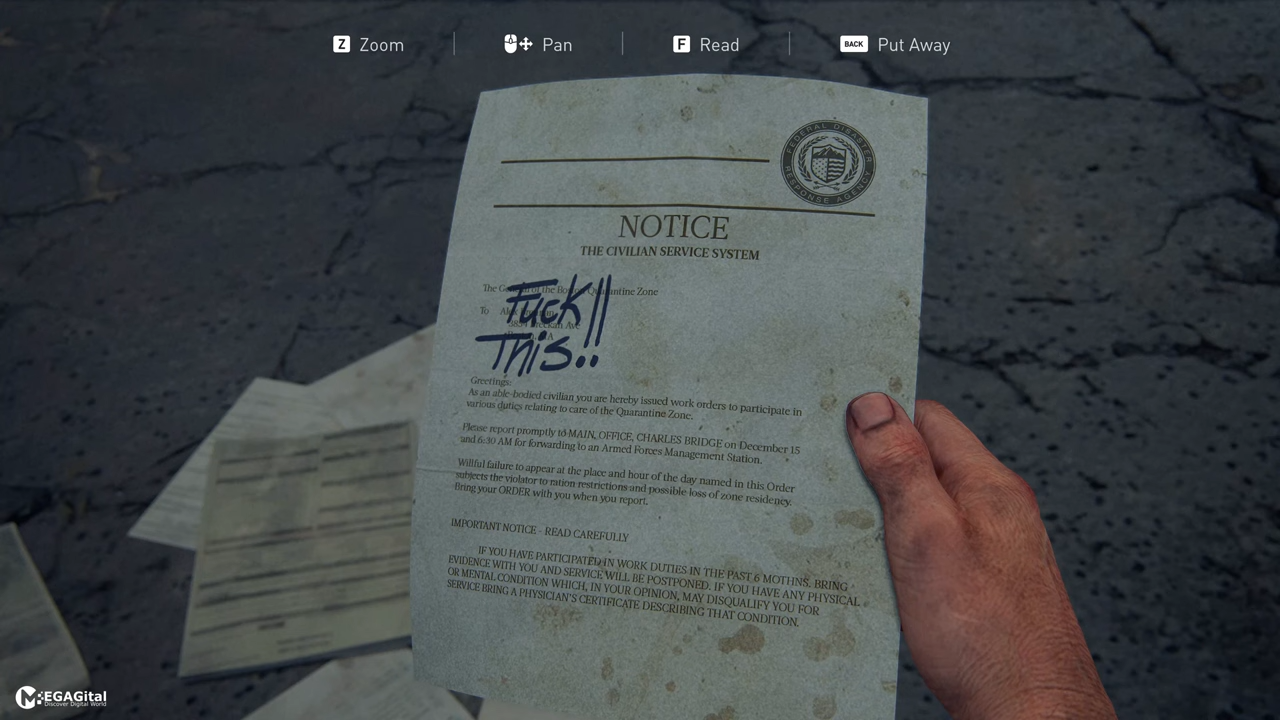 Z Zoom
Pan
F Read
BACK Put Away
FEDERAL DISASTER RESPONSE AGENCY
NOTICE
THE CIVILIAN SERVICE SYSTEM
The of the Quarantine Zone
To
Fuck
This!!
Greetings:
As an able-bodied civilian you are hereby issued work orders to participate in
various duties relating to care of the Quarantine Zone.
Please report promptly to MAIN, OFFICE, CHARLES BRIDGE on December 15
and 6:30 AM for forwarding to an Armed Forces Management Station.
Willful failure to appear at the place and hour of the day named in this Order
subjects the violator to ration restrictions and possible loss of zone residency.
Bring your ORDER with you when you report.
IMPORTANT NOTICE - READ CAREFULLY
IF YOU HAVE PARTICIPATED IN WORK DUTIES IN THE PAST 6 MOTHNS. BRING
EVIDENCE WITH YOU AND SERVICE WILL BE POSTPONED. IF YOU HAVE ANY PHYSICAL
OR MENTAL CONDITION WHICH, IN YOUR OPINION, MAY DISQUALIFY YOU FOR
SERVICE BRING A PHYSICIAN'S CERTIFICATE DESCRIBING THAT CONDITION.
MEGAGital
Discover Digital World